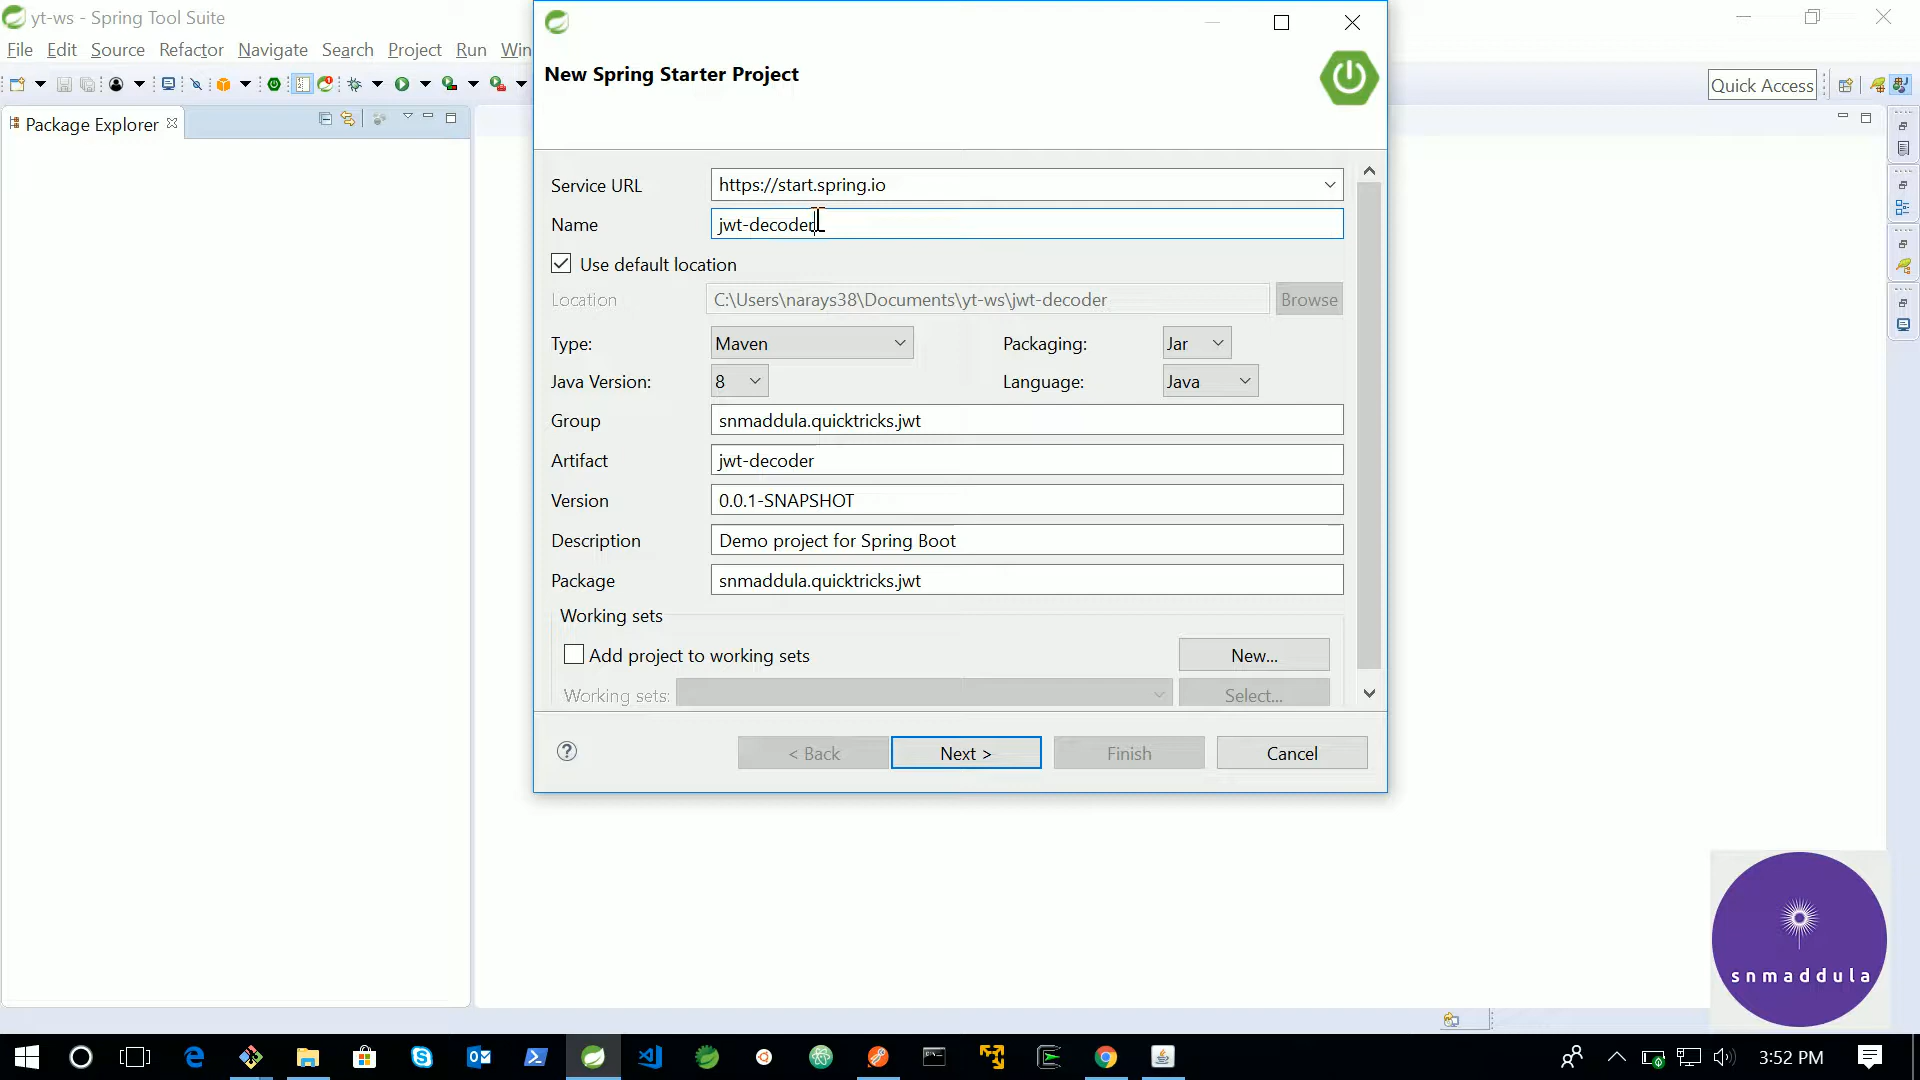 yt-ws - Spring Tool Suite
File Edit Source Refactor Navigate Search Project Run Win
Quick Access
Package Explorer
New Spring Starter Project
Service URL https://start.spring.io
Name jwt-decoder
Use default location
Location C:\Users\narays38\Documents\yt-ws\jwt-decoder Browse
Type: Maven Packaging: Jar
Java Version: 8 Language: Java
Group snmaddula.quicktricks.jwt
Artifact jwt-decoder
Version 0.0.1-SNAPSHOT
Description Demo project for Spring Boot
Package snmaddula.quicktricks.jwt
Working sets
Add project to working sets New...
Working sets: Select...
< Back Next > Finish Cancel
snmaddula
3:52 PM